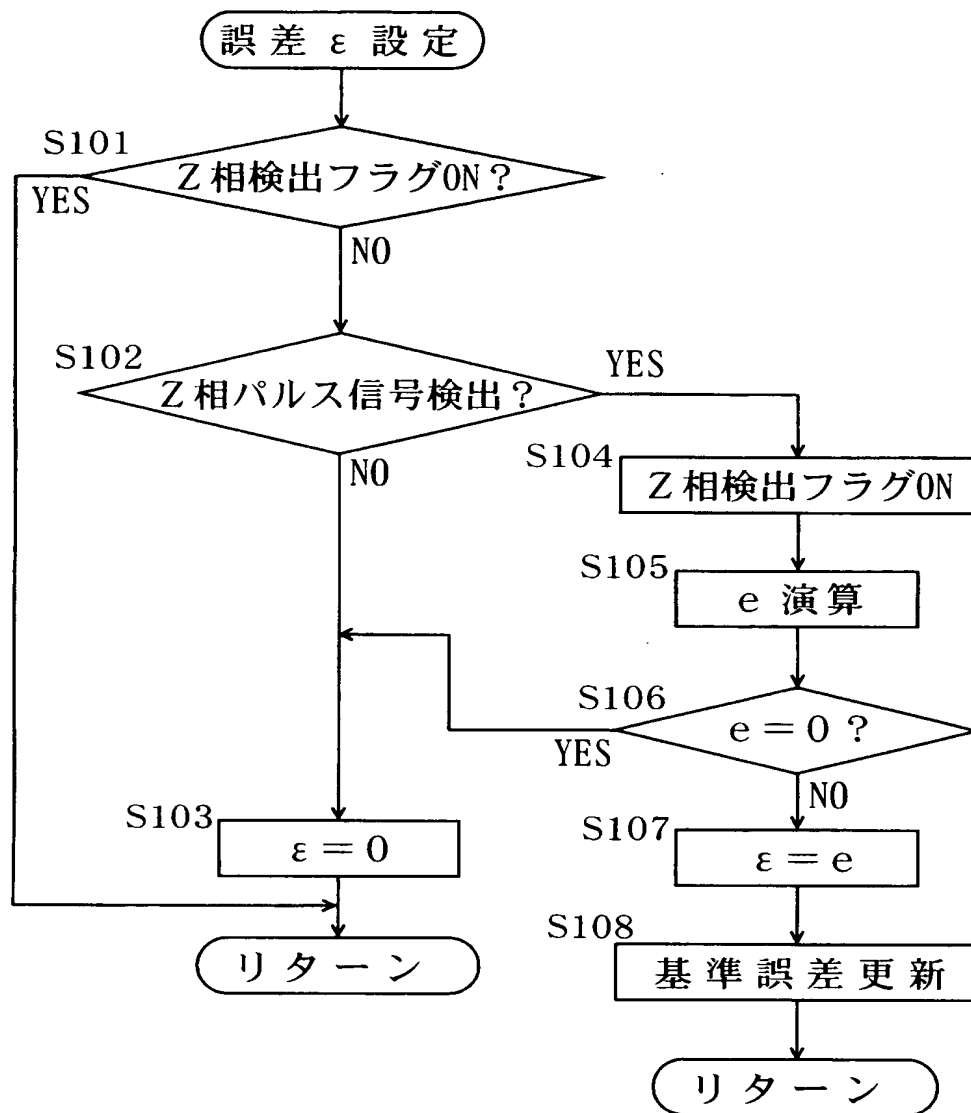 誤差ε設定
S101
Z相検出フラグON?
YES
NO
S102
Z相パルス信号検出?
YES
NO
S104
Z相検出フラグON
S105
e 演算
S106
e=0?
YES
NO
S103
ε=0
S107
ε=e
S108
基準誤差更新
リターン
リターン